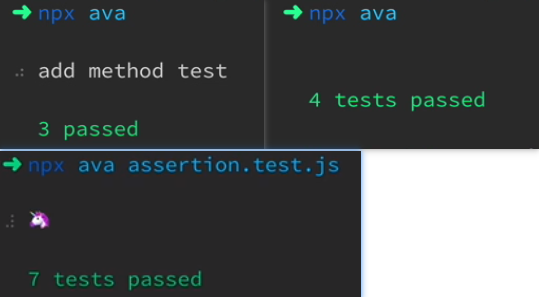 ➜ npx ava
add method test
3 passed
➜ npx ava
4 tests passed
➜ npx ava assertion.test.js
🦄
7 tests passed